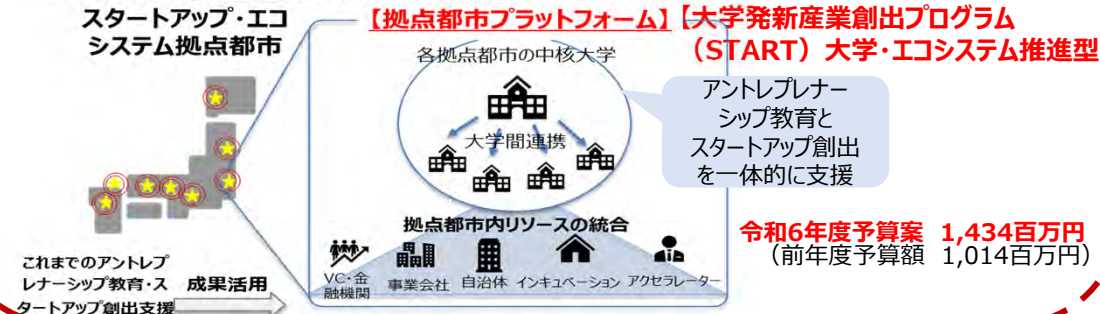 スタートアップ・エコ
システム拠点都市
【拠点都市プラットフォーム】
【大学発新産業創出プログラム
（START）大学・エコシステム推進型
各拠点都市の中核大学
大学間連携
アントレプレナー
シップ教育と
スタートアップ創出
を一体的に支援
拠点都市内リソースの統合
VC・金
融機関
事業会社
自治体
インキュベーション
アクセラレーター
令和6年度予算案 1,434百万円
（前年度予算額 1,014百万円）
これまでのアントレプ
レナーシップ教育・ス
タートアップ創出支援
成果活用